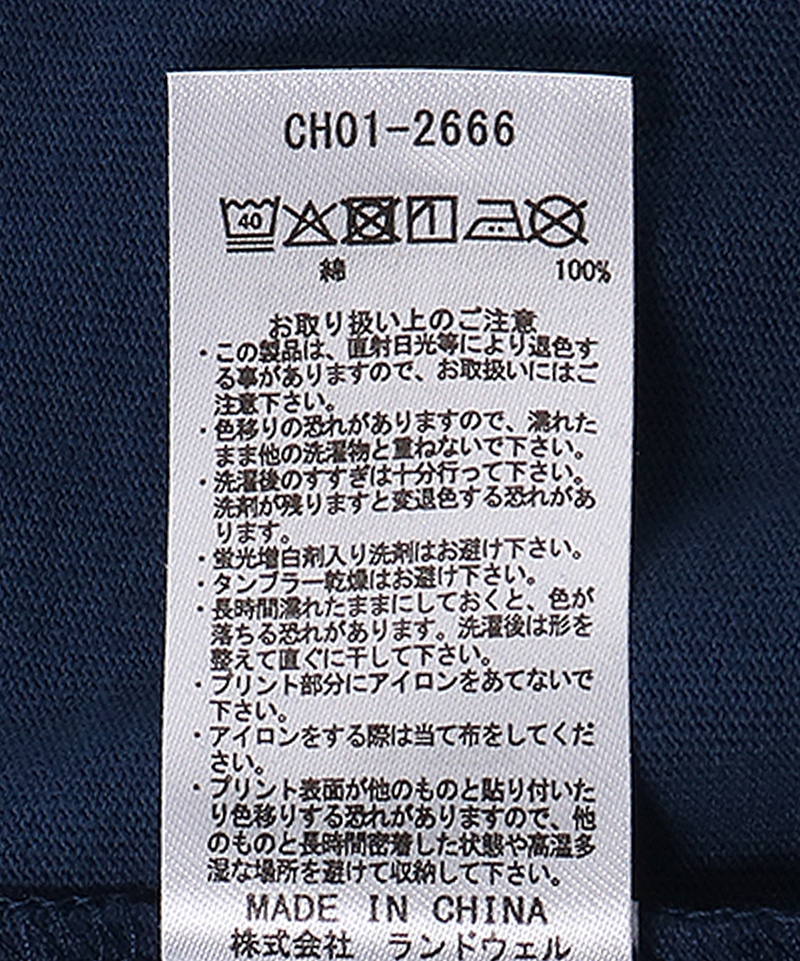 CH01-2666
40
綿 100%
お取り扱い上のご注意
・この製品は、直射日光等により退色す
る事がありますので、お取扱いにはご
注意下さい。
・色移りの恐れがありますので、濡れた
まま他の洗濯物と重ねないで下さい。
・洗濯後のすすぎは十分行って下さい。
洗剤が残りますと変退色する恐れがあ
ります。
・蛍光増白剤入り洗剤はお避け下さい。
・タンブラー乾燥はお避け下さい。
・長時間濡れたままにしておくと、色が
落ちる恐れがあります。洗濯後は形を
整えて直ぐに干して下さい。
・プリント部分にアイロンをあてないで
下さい。
・アイロンをする際は当て布をしてくだ
さい。
・プリント表面が他のものと貼り付いた
り色移りする恐れがありますので、他
のものと長時間密着した状態や高温多
湿な場所を避けて収納して下さい。
MADE IN CHINA
株式会社 ランドウェル